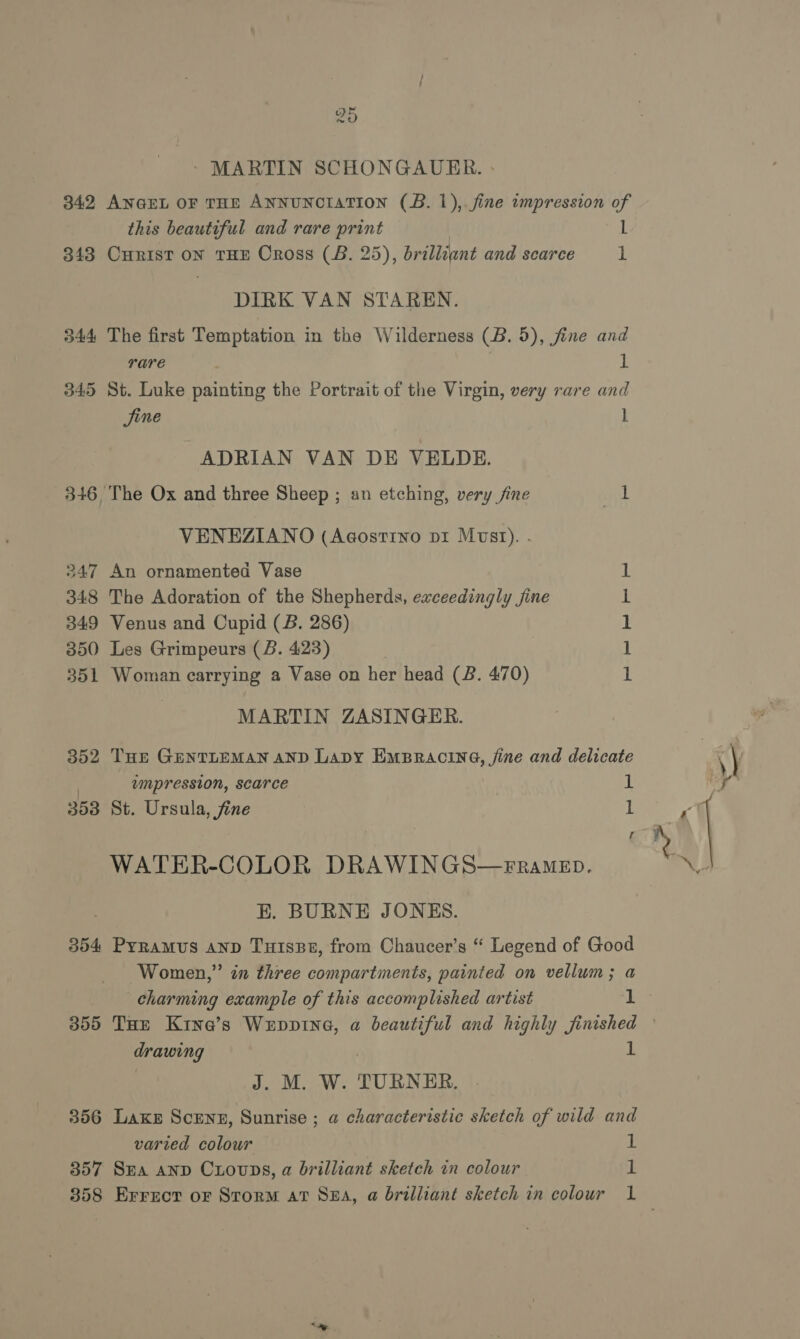 25
MARTIN SCHONGAUER.
342 ANGEL OF THE ANNUNCIATION (B. 1), fine impression of
this beautiful and rare print 1
343 CHRIST ON THE CROSS (B. 25), brilliant and scarce 1
DIRK VAN STAREN.
344 The first Temptation in the Wilderness (B. 5), fine and
rare 1
345 St. Luke painting the Portrait of the Virgin, very rare and
fine 1
ADRIAN VAN DE VELDE.
346 The Ox and three Sheep; an etching, very fine 1
VENEZIANO (AGOSTINO DI MUSI).
347 An ornamented Vase 1
348 The Adoration of the Shepherds, exceedingly fine 1
349 Venus and Cupid (B. 286) 1
350 Les Grimpeurs (B. 423) 1
351 Woman carrying a Vase on her head (B. 470) 1
MARTIN ZASINGER.
352 THE GENTLEMAN AND LADY EMBRACING, fine and delicate
impression, scarce 1
353 St. Ursula, fine 1
WATER-COLOR DRAWINGS—FRAMED.
E. BURNE JONES.
354 PYRAMUS AND THISBE, from Chaucer's “ Legend of Good
Women,” in three compartments, painted on vellum; a
charming example of this accomplished artist 1
355 THE KING'S WEDDING, a beautiful and highly finished
drawing 1
J. M. W. TURNER.
356 LAKE SCENE, Sunrise; a characteristic sketch of wild and
varied colour 1
357 SEA AND CLOUDS, a brilliant sketch in colour 1
358 EFFECT OF STORM AT SEA, a brilliant sketch in colour 1